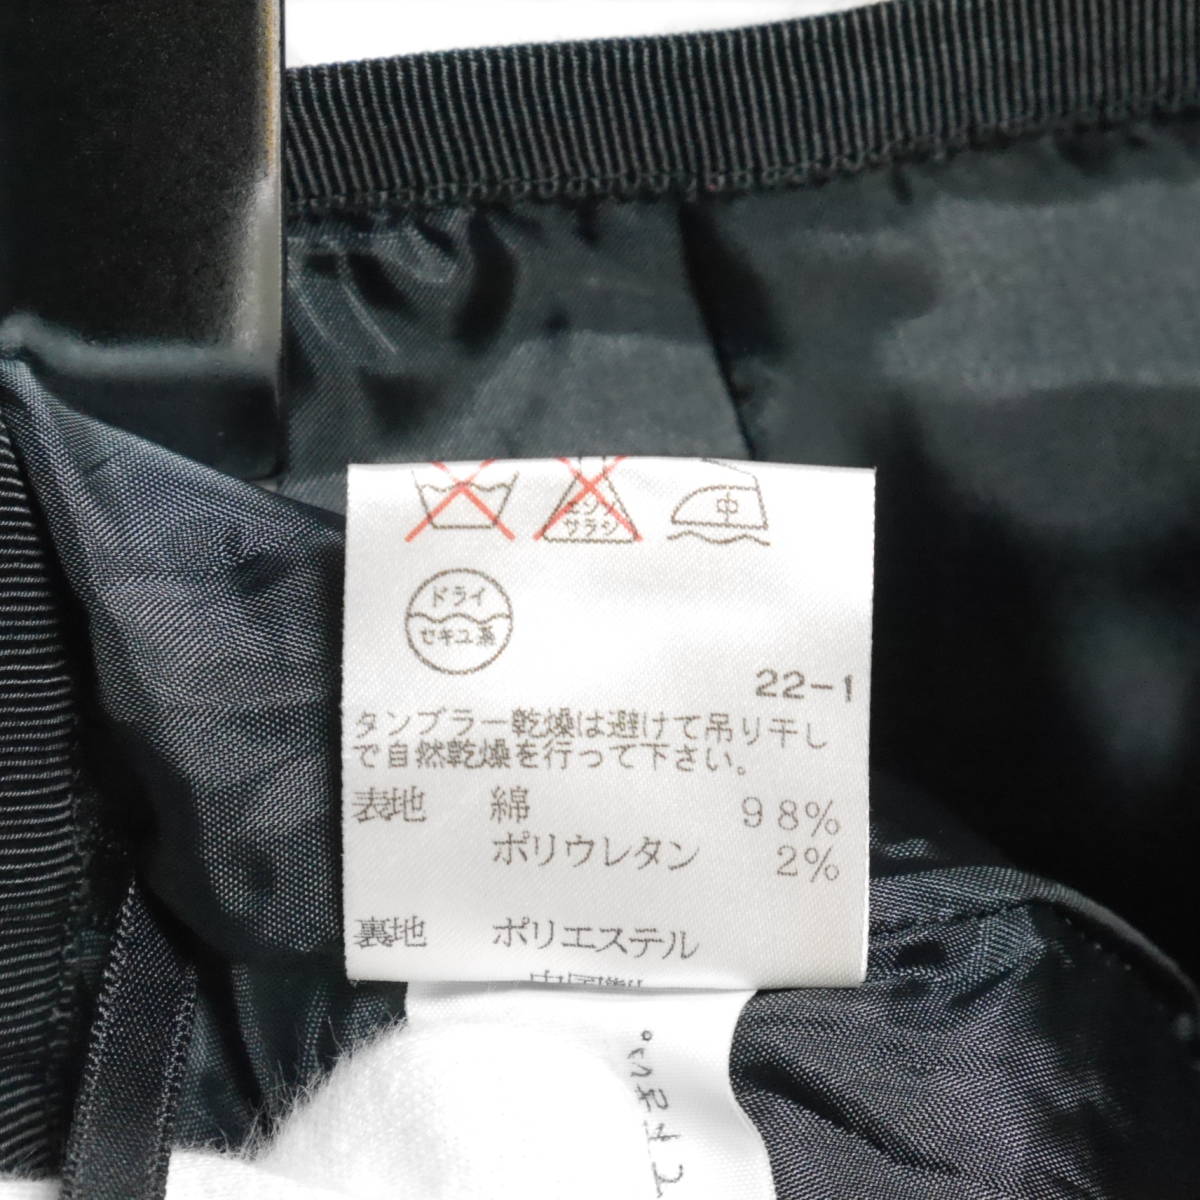 エンソ
サラシ
中
ドライ
セキユ系
22-1
タンブラー乾燥は避けて吊り干し
で自然乾燥を行って下さい。
表地 綿 98%
ポリウレタン 2%
裏地 ポリエステル
中国製